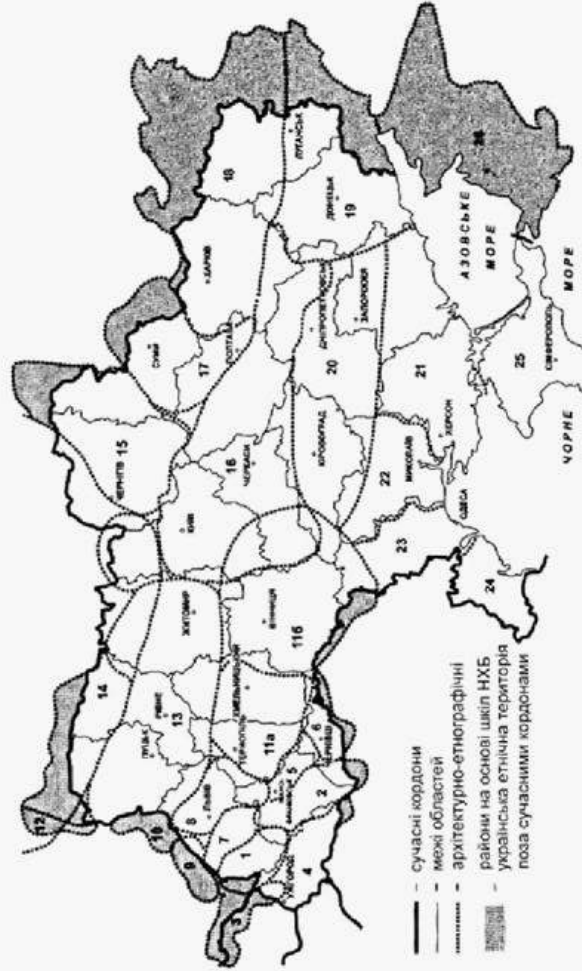 12
14
15
ЧЕРНІГІВ
10
ЛУЦЬК
РІВНЕ
13
ЖИТОМИР
КИЇВ
СУМИ
17
ХАРКІВ
18
9
8
ЛЬВІВ
ТЕРНОПІЛЬ
ХМЕЛЬНИЦЬКИЙ
16
ЧЕРКАСИ
ПОЛТАВА
ЛУГАНСЬК
3
7
1
11а
ВІННИЦЯ
11б
5
6
ЧЕРНІВЦІ
2
4
УЖГОРОД
КІРОВОГРАД
20
ДНІПРОПЕТРОВСЬК
ЗАПОРІЖЖЯ
ДОНЕЦЬК
19
22
МИКОЛАЇВ
21
ХЕРСОН
23
ОДЕСА
24
АЗОВСЬКЕ
МОРЕ
26
25
СІМФЕРОПОЛЬ
ЧОРНЕ
МОРЕ
– сучасні кордони
– межі областей
– архітектурно-етнографічні
райони на основі шкіл НХБ
– українська етнічна територія
поза сучасними кордонами